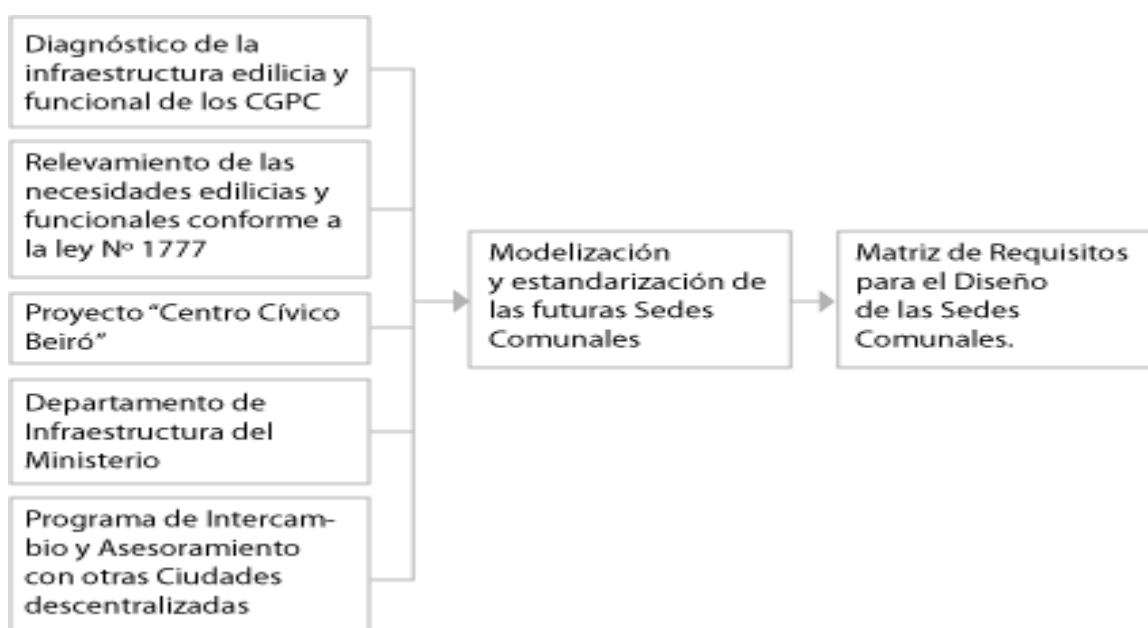 Diagnóstico de la
infraestructura edilicia y
funcional de los CGPC
Relevamiento de las
necesidades edilicias y
funcionales conforme a
la ley Nº 1777
Proyecto “Centro Cívico
Beiró”
Departamento de
Infraestructura del
Ministerio
Programa de Intercam-
bio y Asesoramiento
con otras Ciudades
descentralizadas
Modelización
y estandarización de
las futuras Sedes
Comunales
Matriz de Requisitos
para el Diseño
de las Sedes
Comunales.